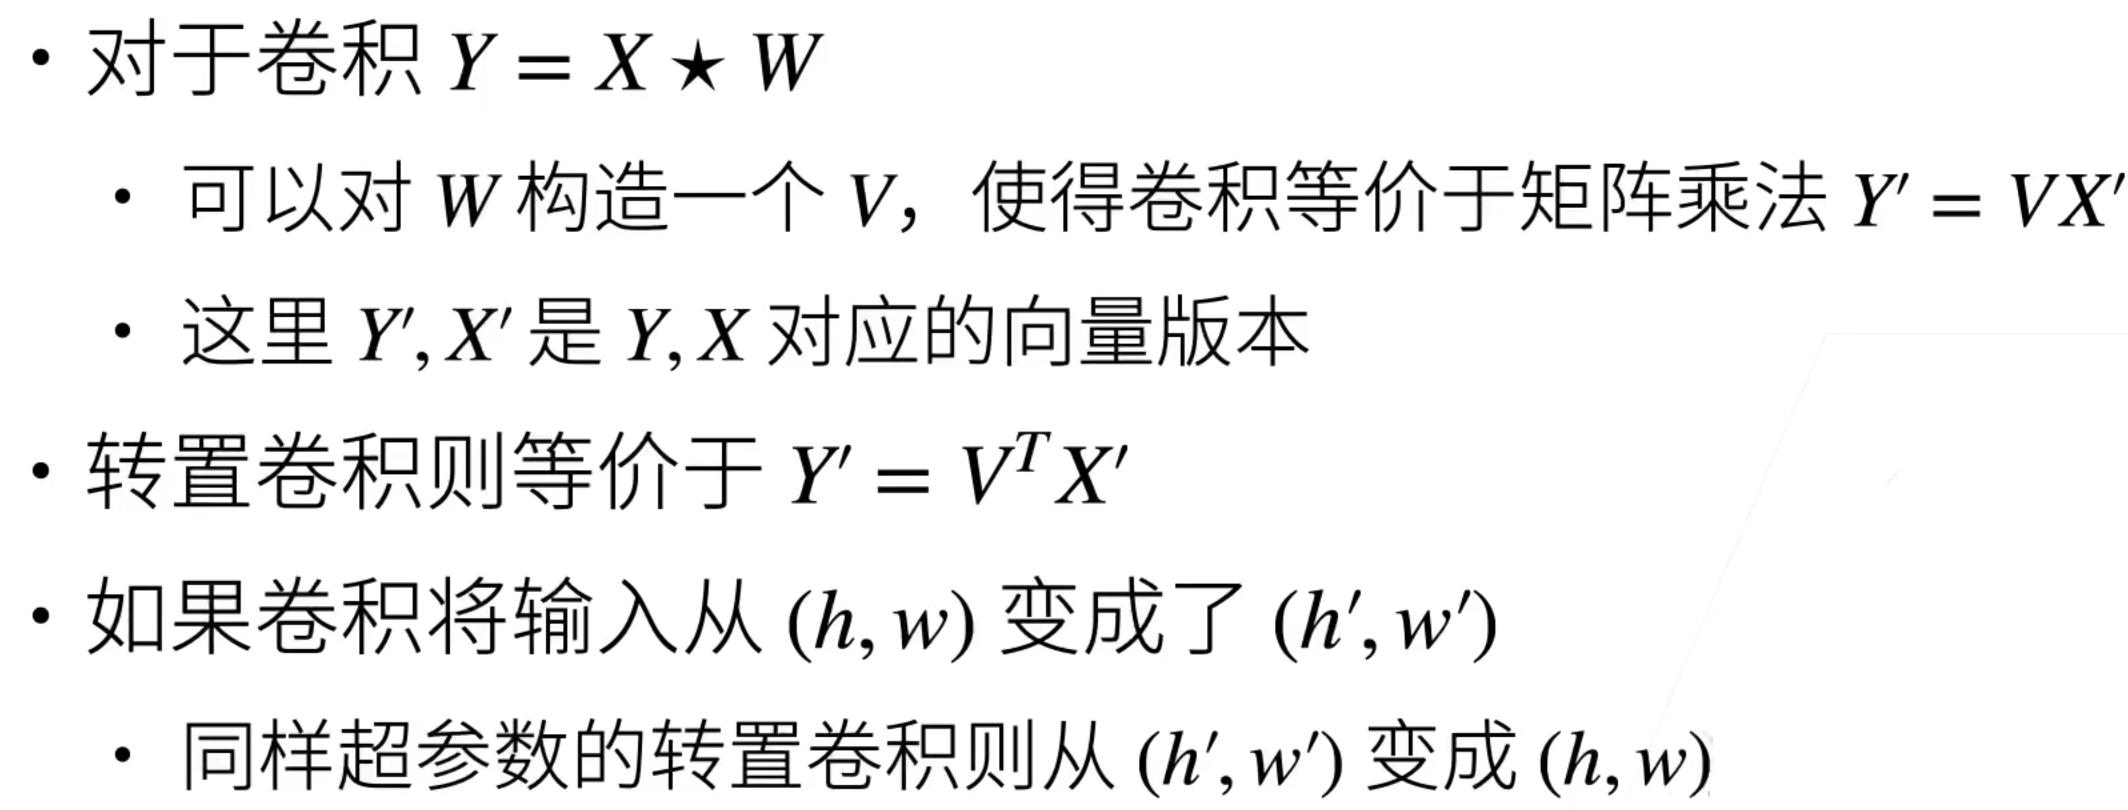 • 对于卷积 Y = X ★ W
• 可以对 W 构造一个 V，使得卷积等价于矩阵乘法 Y′ = VX′
• 这里 Y′, X′ 是 Y, X 对应的向量版本
• 转置卷积则等价于 Y′ = VᵀX′
• 如果卷积将输入从 (h, w) 变成了 (h′, w′)
• 同样超参数的转置卷积则从 (h′, w′) 变成 (h, w)